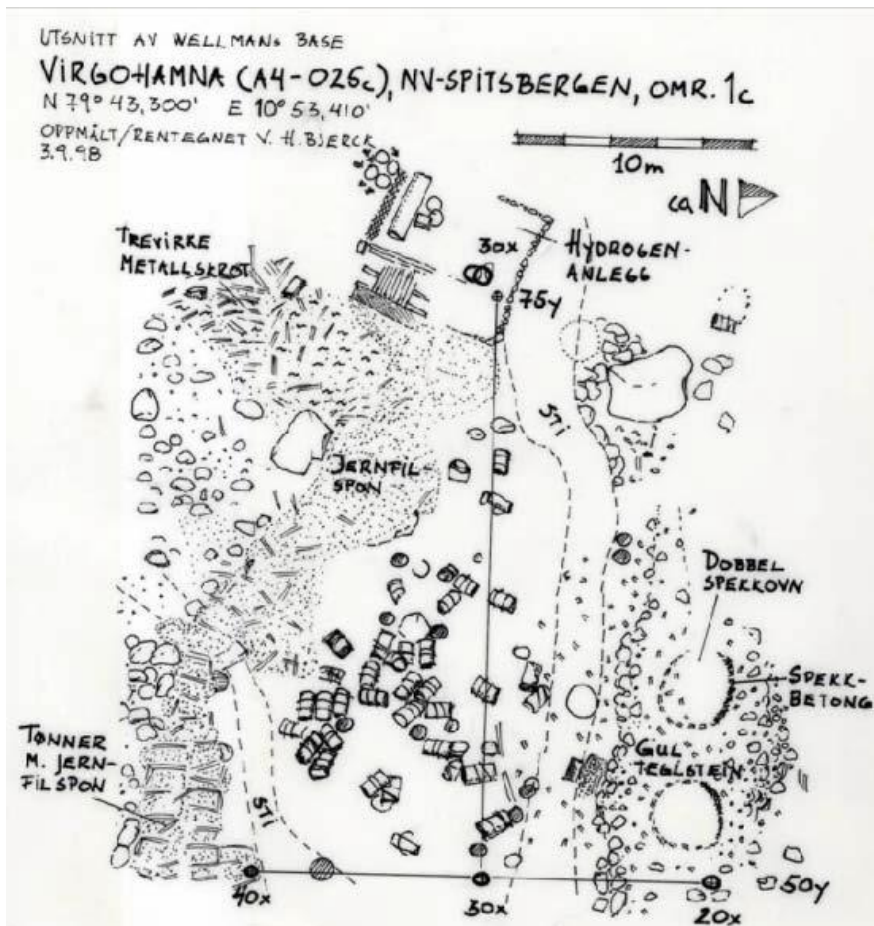 UTSNITT AV WELLMANS BASE
VIRGOHAMNA (A4-026c), NV-SPITSBERGEN, OMR. 1c
N 79° 43,300' E 10° 53,410'
OPPMÅLT/RENTEGNET V. H. BJERCK
3.9.98
10m
ca N
TREVIRKE
METALLSKROT
30x
HYDROGEN-
ANLEGG
75y
STI
JERNFIL-
SPON
DOBBEL
SPEKKOVN
SPEKK-
BETONG
TØNNER
M. JERN-
FILSPON
GUL
TEGLSTEIN
STI
50y
40x
30x
20x